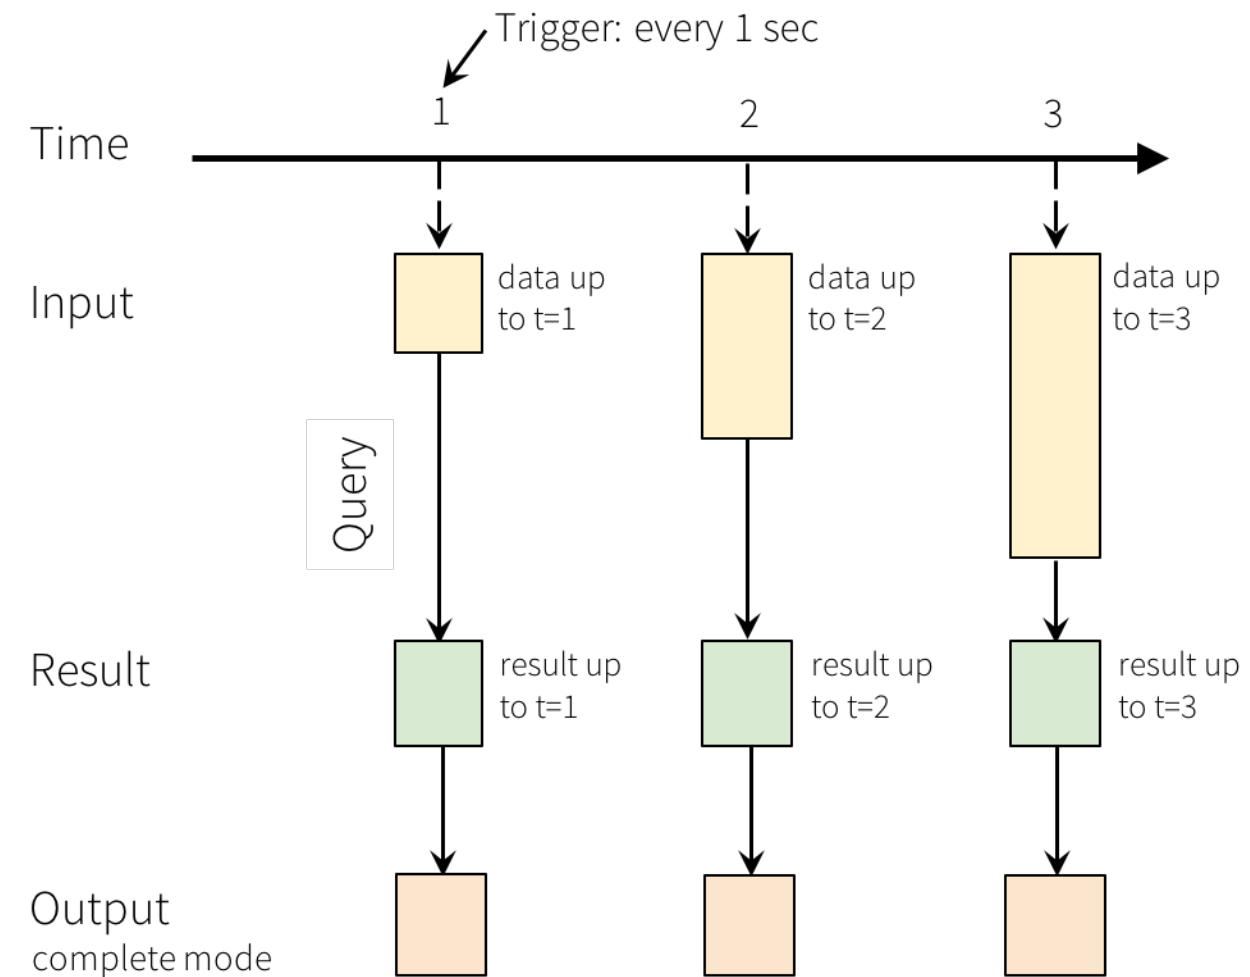 Trigger: every 1 sec
1
2
3
Time
Input
data up
to t=1
data up
to t=2
data up
to t=3
Query
Result
result up
to t=1
result up
to t=2
result up
to t=3
Output
complete mode